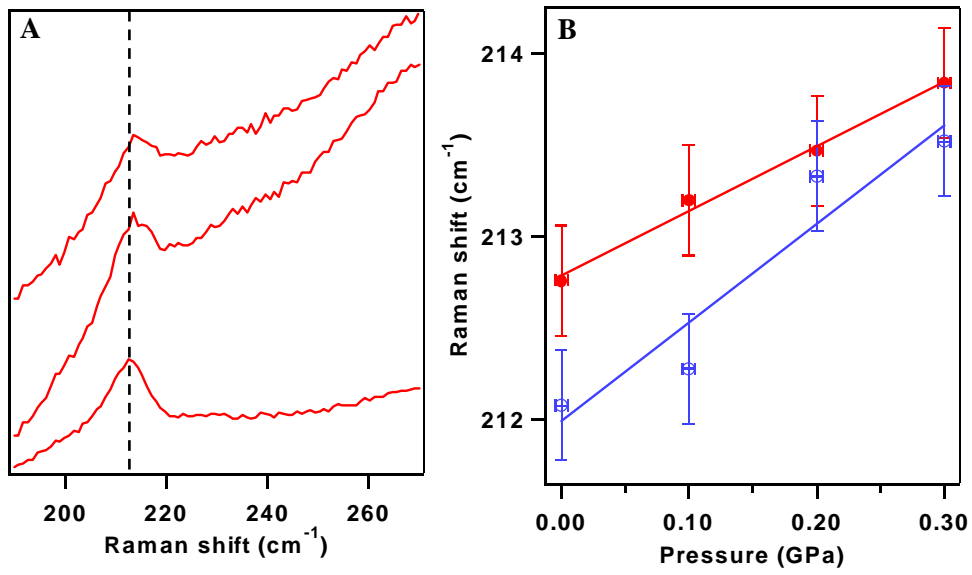 A
200 220 240 260
Raman shift (cm⁻¹)
B
214
213
212
Raman shift (cm⁻¹)
0.00 0.10 0.20 0.30
Pressure (GPa)